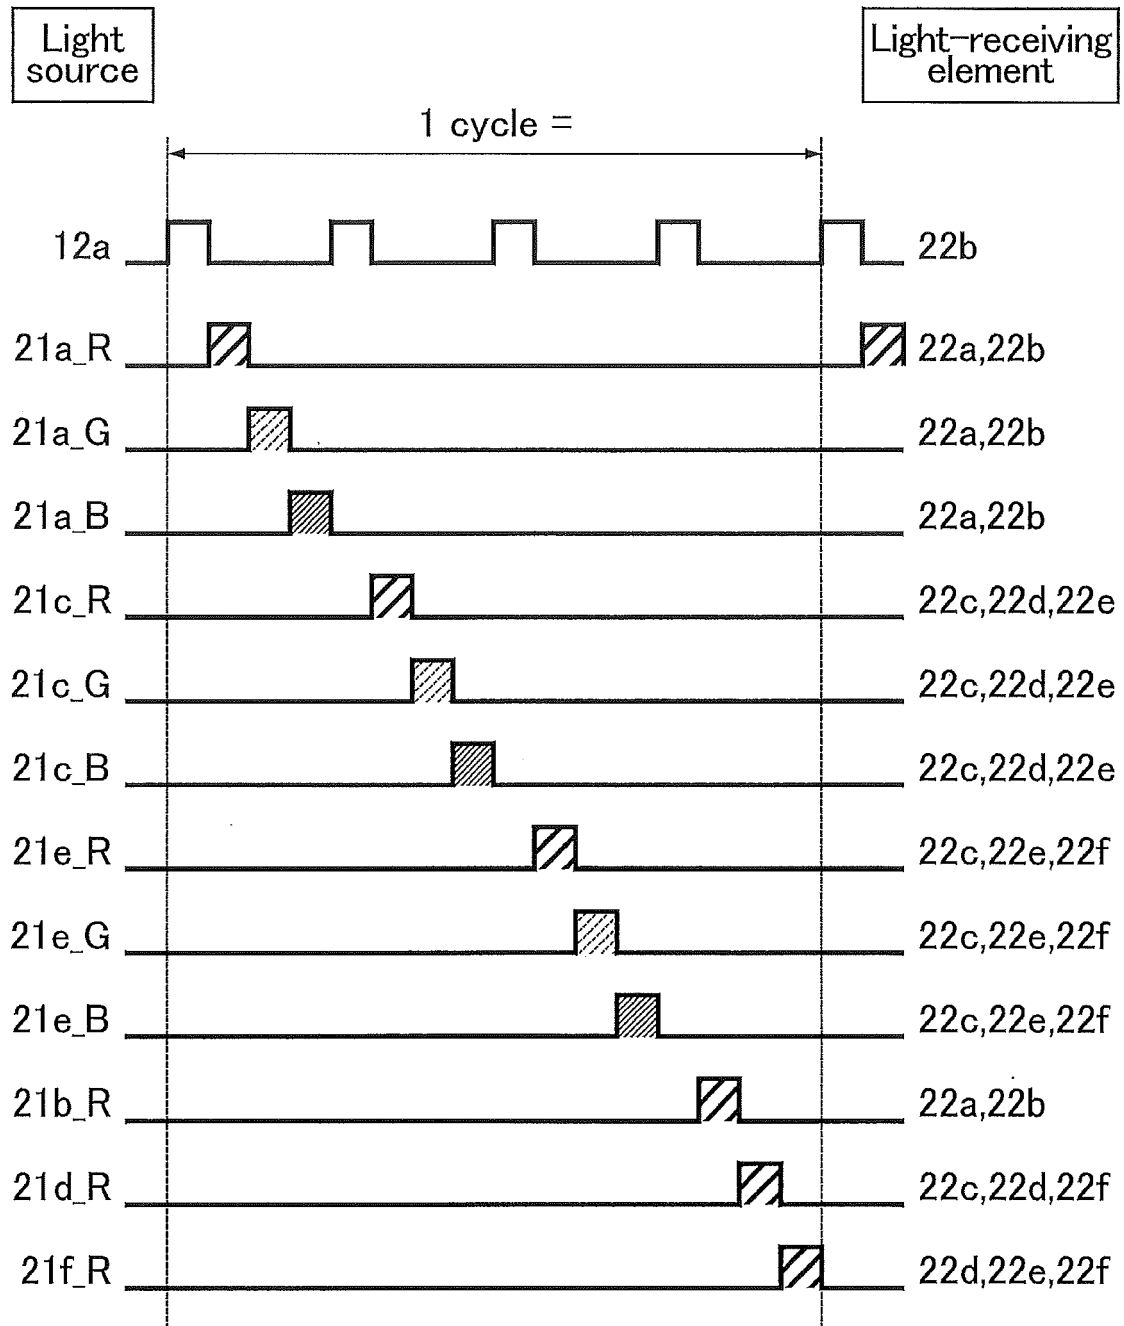 Light
source
Light-receiving
element
1 cycle =
12a 22b
21a_R 22a,22b
21a_G 22a,22b
21a_B 22a,22b
21c_R 22c,22d,22e
21c_G 22c,22d,22e
21c_B 22c,22d,22e
21e_R 22c,22e,22f
21e_G 22c,22e,22f
21e_B 22c,22e,22f
21b_R 22a,22b
21d_R 22c,22d,22f
21f_R 22d,22e,22f